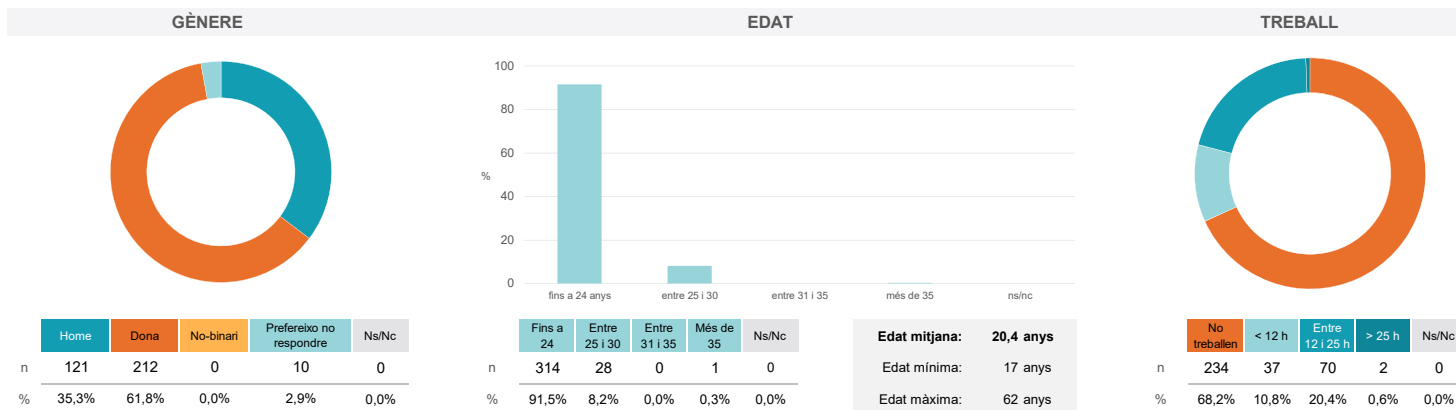 GÈNERE
EDAT
TREBALL
100
80
60
%
40
20
0
fins a 24 anys
entre 25 i 30
entre 31 i 35
més de 35
ns/nc
Home Dona No-binari Prefereixo no respondre Ns/Nc
n 121 212 0 10 0
% 35,3% 61,8% 0,0% 2,9% 0,0%
Fins a 24 Entre 25 i 30 Entre 31 i 35 Més de 35 Ns/Nc
n 314 28 0 1 0
% 91,5% 8,2% 0,0% 0,3% 0,0%
Edat mitjana: 20,4 anys
Edat mínima: 17 anys
Edat màxima: 62 anys
No treballen < 12 h Entre 12 i 25 h > 25 h Ns/Nc
n 234 37 70 2 0
% 68,2% 10,8% 20,4% 0,6% 0,0%